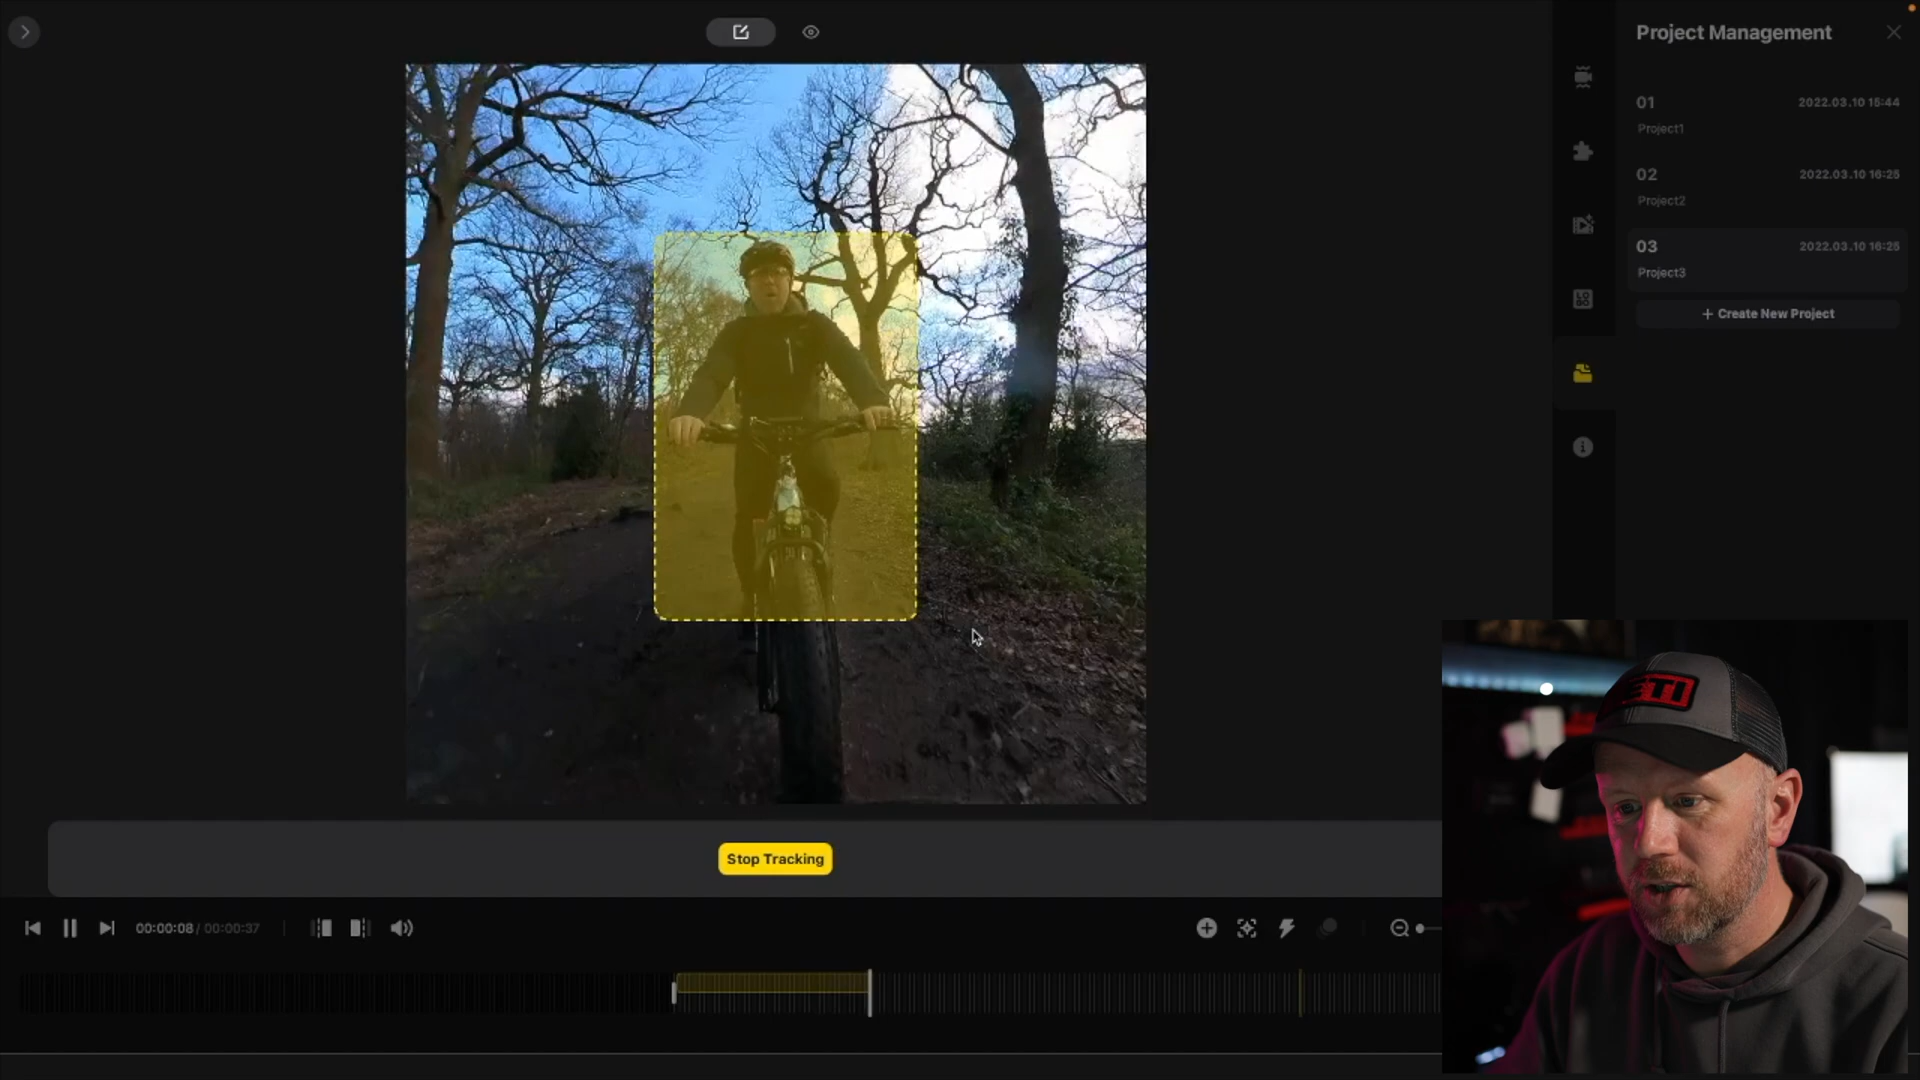 Project Management
01 2022.03.10 15:44
Project1
02 2022.03.10 16:25
Project2
03 2022.03.10 16:25
Project3
+ Create New Project
Stop Tracking
00:00:08 / 00:00:37